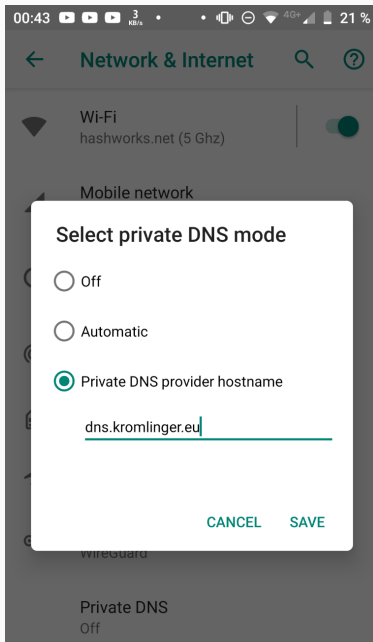 00:43 3 KB/s 4G+ 21 %
Network & Internet
Wi-Fi
hashworks.net (5 Ghz)
Mobile network
Select private DNS mode
Off
Automatic
Private DNS provider hostname
dns.kromlinger.eu
CANCEL SAVE
WireGuard
Private DNS
Off